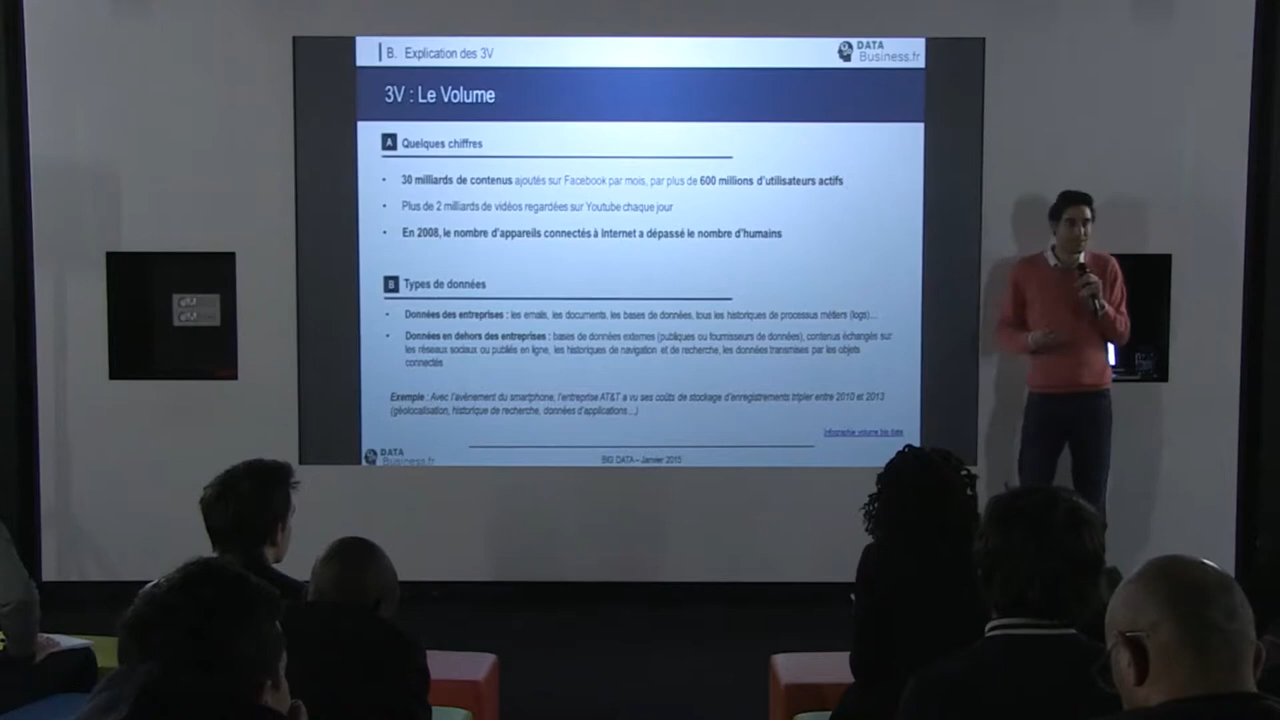 B. Explication des 3V
DATA
Business.fr
3V : Le Volume
A Quelques chiffres
• 30 milliards de contenus ajoutés sur Facebook par mois, par plus de 600 millions d'utilisateurs actifs
• Plus de 2 milliards de vidéos regardées sur Youtube chaque jour
• En 2008, le nombre d'appareils connectés à Internet a dépassé le nombre d'humains
B Types de données
• Données des entreprises : les emails, les documents, les bases de données, tous les historiques de processus métiers (logs)...
• Données en dehors des entreprises : bases de données externes (publiques ou fournisseurs de données), contenus échangés sur
les réseaux sociaux ou publiés en ligne, les historiques de navigation et de recherche, les données transmises par les objets
connectés
Exemple : Avec l'avènement du smartphone, l'entreprise AT&T a vu ses coûts de stockage d'enregistrements tripler entre 2010 et 2013
(géolocalisation, historique de recherche, données d'applications...)
Infographie volume big data
DATA
Business.fr
BIG DATA – Janvier 2015